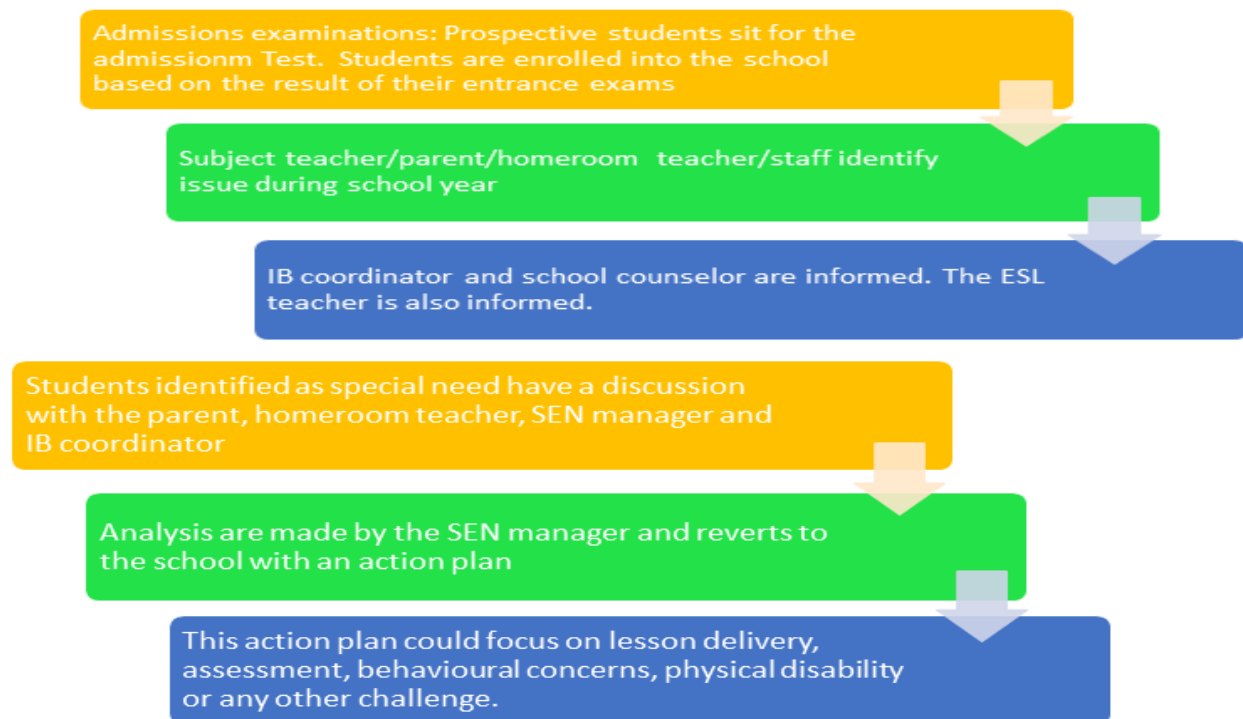 Admissions examinations: Prospective students sit for the
admissionm Test. Students are enrolled into the school
based on the result of their entrance exams
Subject teacher/parent/homeroom teacher/staff identify
issue during school year
IB coordinator and school counselor are informed. The ESL
teacher is also informed.
Students identified as special need have a discussion
with the parent, homeroom teacher, SEN manager and
IB coordinator
Analysis are made by the SEN manager and reverts to
the school with an action plan
This action plan could focus on lesson delivery,
assessment, behavioural concerns, physical disability
or any other challenge.